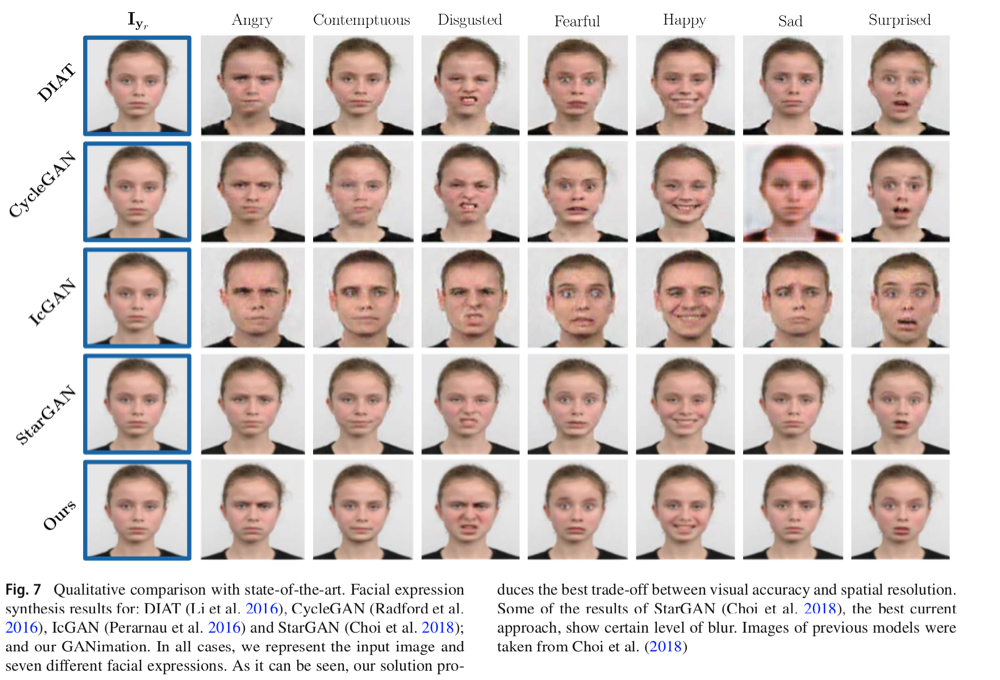 I_y_r Angry Contemptuous Disgusted Fearful Happy Sad Surprised
DIAT
CycleGAN
IcGAN
StarGAN
Ours
Fig. 7 Qualitative comparison with state-of-the-art. Facial expression
synthesis results for: DIAT (Li et al. 2016), CycleGAN (Radford et al.
2016), IcGAN (Perarnau et al. 2016) and StarGAN (Choi et al. 2018);
and our GANimation. In all cases, we represent the input image and
seven different facial expressions. As it can be seen, our solution pro-
duces the best trade-off between visual accuracy and spatial resolution.
Some of the results of StarGAN (Choi et al. 2018), the best current
approach, show certain level of blur. Images of previous models were
taken from Choi et al. (2018)